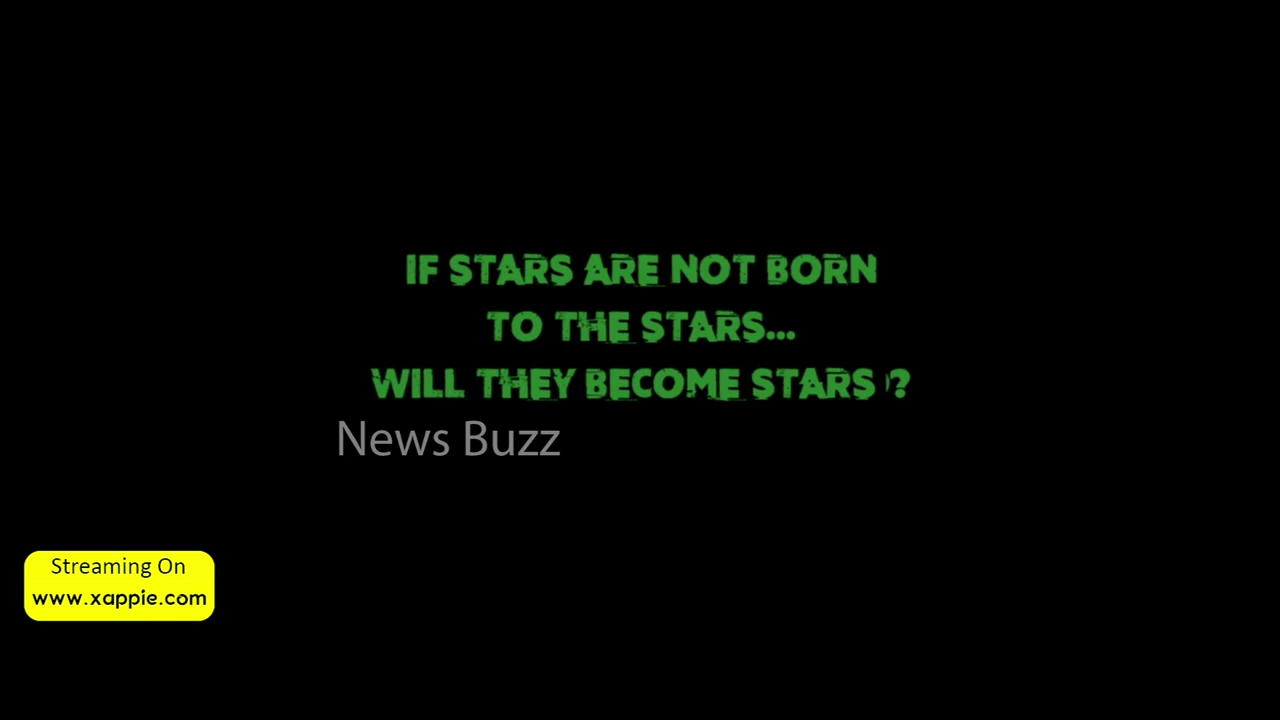 IF STARS ARE NOT BORN
TO THE STARS...
WILL THEY BECOME STARS ?
News Buzz
Streaming On
www.xappie.com